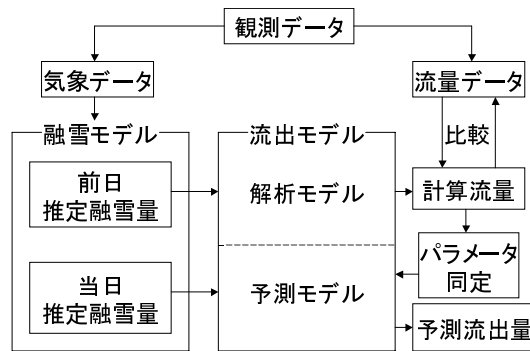 観測データ
気象データ
流量データ
融雪モデル
流出モデル
比較
前日
推定融雪量
解析モデル
計算流量
パラメータ
同定
当日
推定融雪量
予測モデル
予測流出量